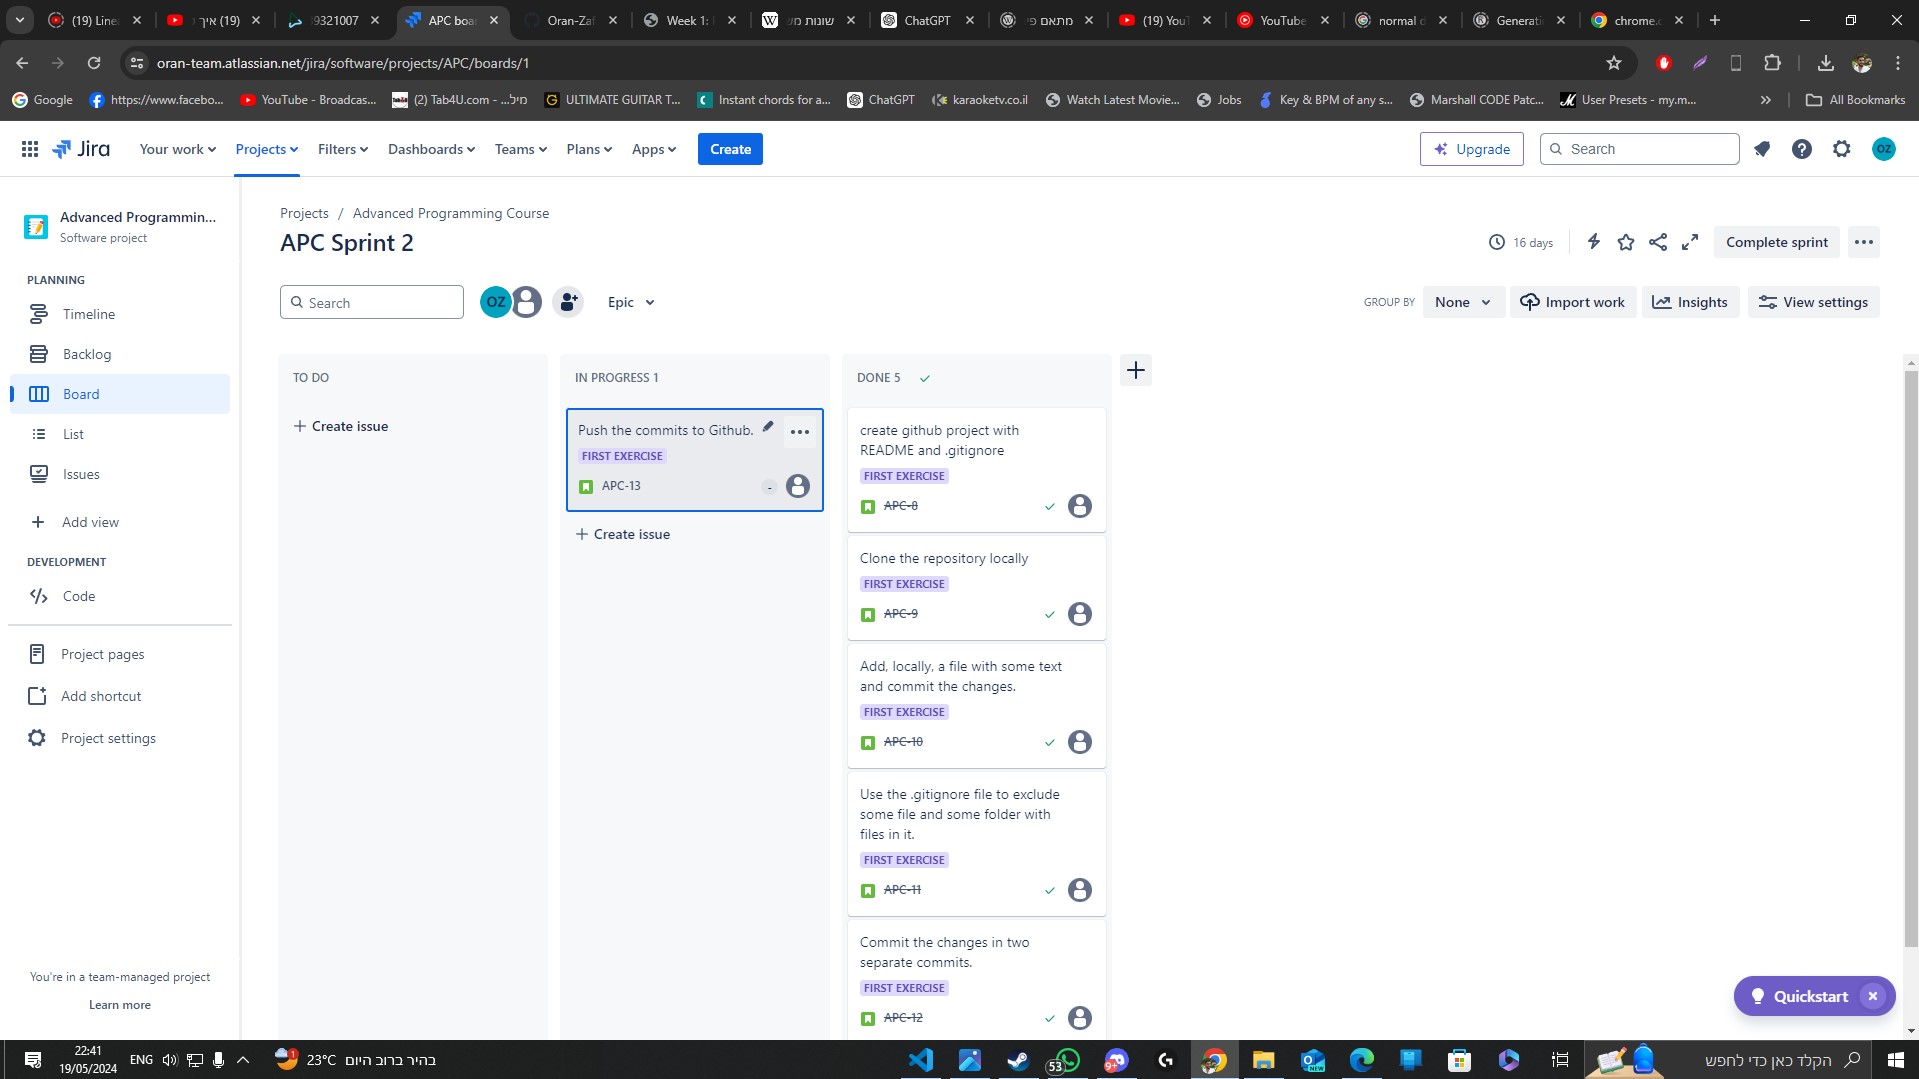 (19) Linea
(19) איך
39321007
APC boar
Oran-Zaf
Week 1:
שונות מש
ChatGPT
מתאם פי
(19) YouT
YouTube
normal d
Generati
chrome.c
oran-team.atlassian.net/jira/software/projects/APC/boards/1
Google
https://www.facebo...
YouTube - Broadcas...
(2) Tab4U.com - ...מיל
ULTIMATE GUITAR T...
Instant chords for a...
ChatGPT
karaoketv.co.il
Watch Latest Movie...
Jobs
Key & BPM of any s...
Marshall CODE Patc...
User Presets - my.m...
All Bookmarks
Jira
Your work
Projects
Filters
Dashboards
Teams
Plans
Apps
Create
Upgrade
Search
OZ
Advanced Programmin...
Software project
PLANNING
Timeline
Backlog
Board
List
Issues
Add view
DEVELOPMENT
Code
Project pages
Add shortcut
Project settings
You're in a team-managed project
Learn more
Projects / Advanced Programming Course
APC Sprint 2
16 days
Complete sprint
Search
OZ
Epic
GROUP BY
None
Import work
Insights
View settings
TO DO
Create issue
IN PROGRESS 1
Push the commits to Github.
FIRST EXERCISE
APC-13
-
Create issue
DONE 5
create github project with
README and .gitignore
FIRST EXERCISE
APC-8
Clone the repository locally
FIRST EXERCISE
APC-9
Add, locally, a file with some text
and commit the changes.
FIRST EXERCISE
APC-10
Use the .gitignore file to exclude
some file and some folder with
files in it.
FIRST EXERCISE
APC-11
Commit the changes in two
separate commits.
FIRST EXERCISE
APC-12
Quickstart
22:41
19/05/2024
ENG
1
23°C בהיר ברוב היום
53
9+
NEW
הקלד כאן כדי לחפש